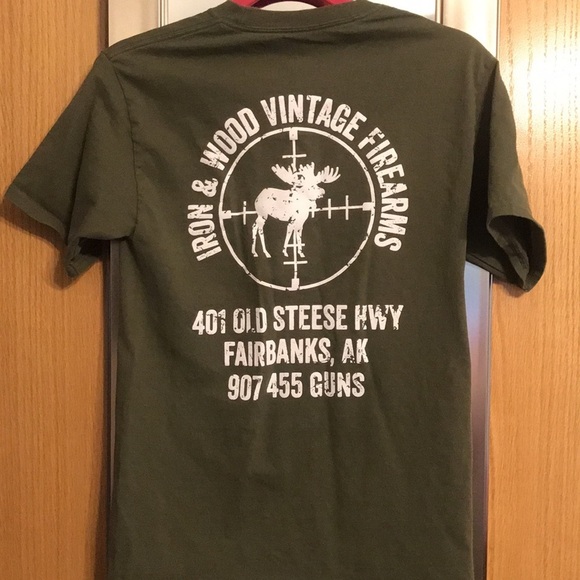 IRON & WOOD VINTAGE FIREARMS
401 OLD STEESE HWY
FAIRBANKS, AK
907 455 GUNS